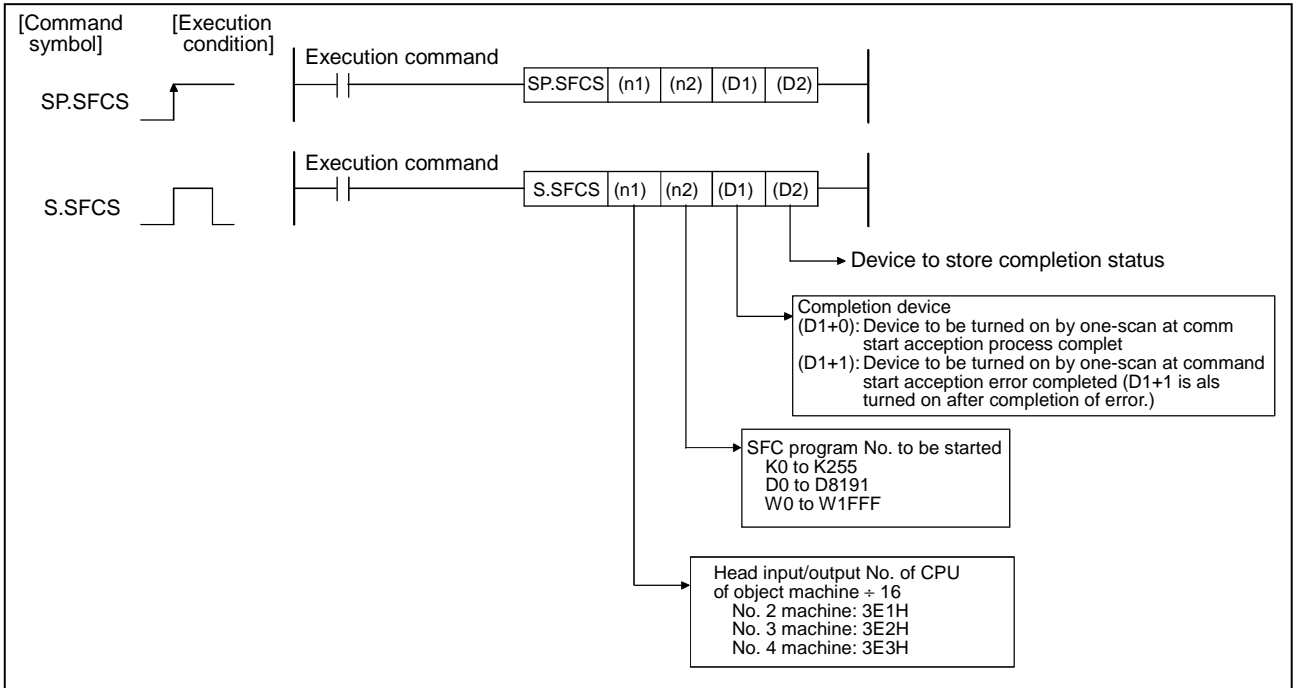 [Command symbol]
[Execution condition]
SP.SFCS
Execution command
SP.SFCS (n1) (n2) (D1) (D2)
S.SFCS
Execution command
S.SFCS (n1) (n2) (D1) (D2)
Device to store completion status
Completion device
(D1+0): Device to be turned on by one-scan at comm
start acception process complet
(D1+1): Device to be turned on by one-scan at command
start acception error completed (D1+1 is als
turned on after completion of error.)
SFC program No. to be started
K0 to K255
D0 to D8191
W0 to W1FFF
Head input/output No. of CPU
of object machine ÷ 16
No. 2 machine: 3E1H
No. 3 machine: 3E2H
No. 4 machine: 3E3H